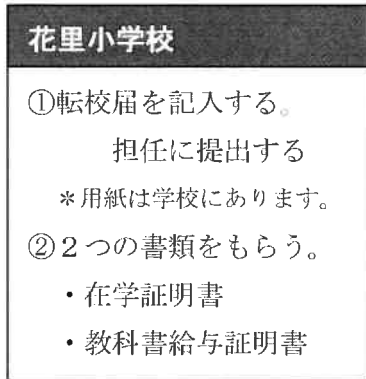 花里小学校
①転校届を記入する。
担任に提出する
＊用紙は学校にあります。
②２つの書類をもらう。
・在学証明書
・教科書給与証明書